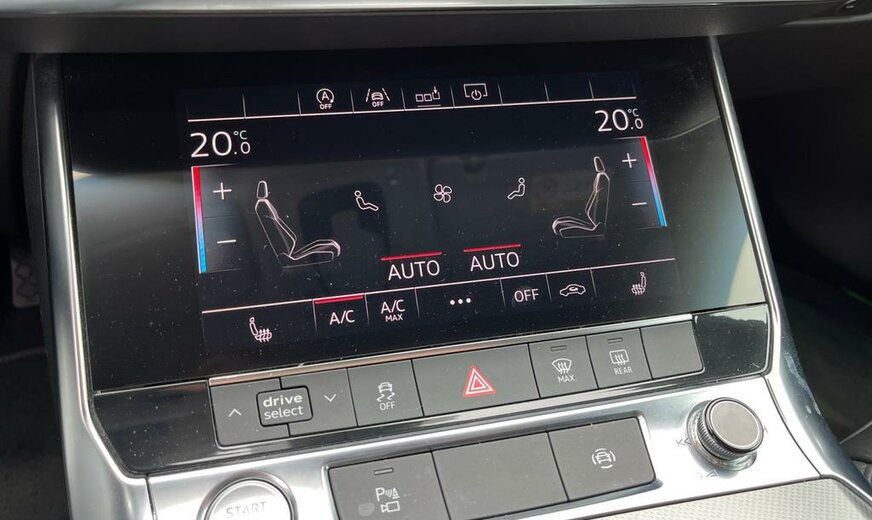 A OFF
OFF
20.0 °C
20.0 °C
+
+
−
−
AUTO
AUTO
A/C
A/C MAX
•••
OFF
drive select
OFF
MAX
REAR
START
P